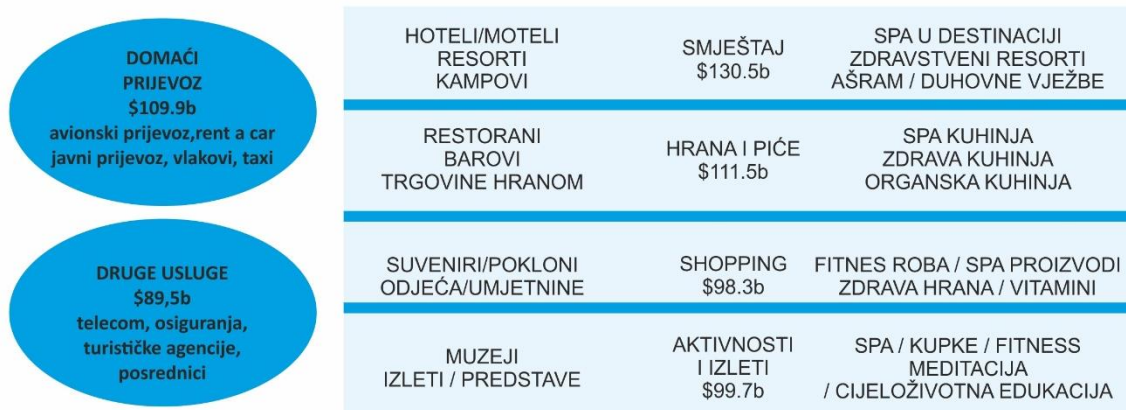 DOMAĆI
PRIJEVOZ
$109.9b
avionski prijevoz,rent a car
javni prijevoz, vlakovi, taxi
DRUGE USLUGE
$89,5b
telecom, osiguranja,
turističke agencije,
posrednici
HOTELI/MOTELI
RESORTI
KAMPOVI
SMJEŠTAJ
$130.5b
SPA U DESTINACIJI
ZDRAVSTVENI RESORTI
AŠRAM / DUHOVNE VJEŽBE
RESTORANI
BAROVI
TRGOVINE HRANOM
HRANA I PIĆE
$111.5b
SPA KUHINJA
ZDRAVA KUHINJA
ORGANSKA KUHINJA
SUVENIRI/POKLONI
ODJEĆA/UMJETNINE
SHOPPING
$98.3b
FITNES ROBA / SPA PROIZVODI
ZDRAVA HRANA / VITAMINI
MUZEJI
IZLETI / PREDSTAVE
AKTIVNOSTI
I IZLETI
$99.7b
SPA / KUPKE / FITNESS
MEDITACIJA
/ CIJELOŽIVOTNA EDUKACIJA